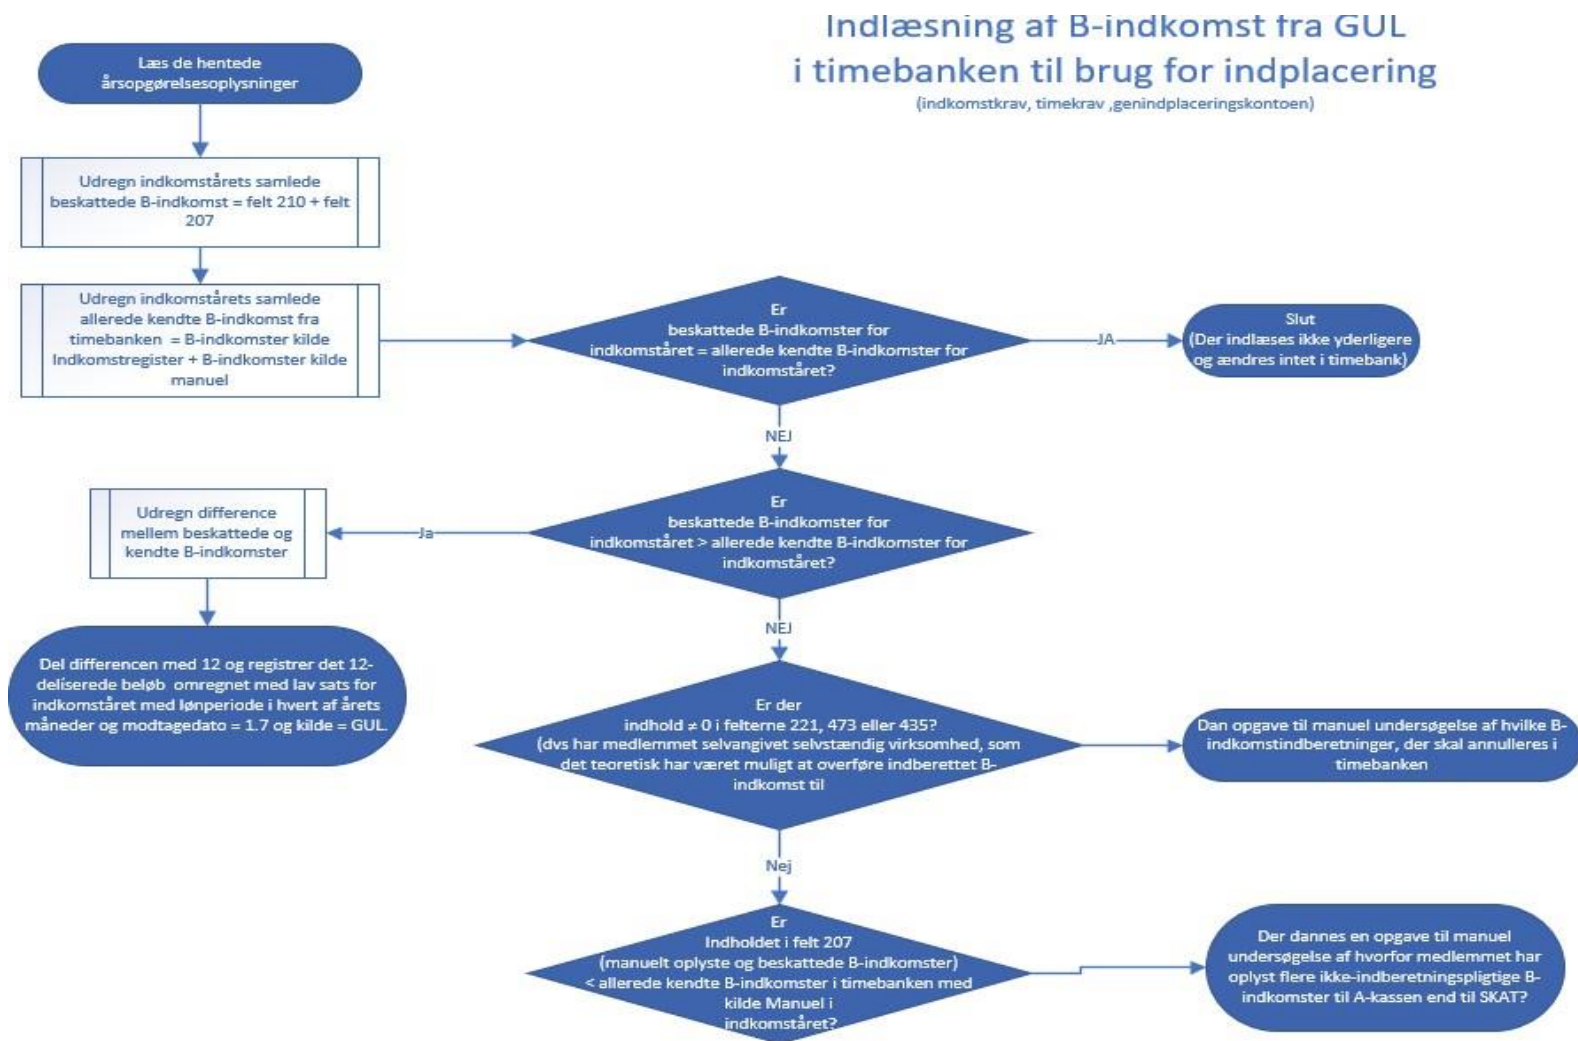 Indlæsning af B-indkomst fra GUL
i timebanken til brug for indplacering
(indkomstkrav, timekrav ,genindplaceringskontoen)
Læs de hentede
årsopgørelsesoplysninger
Udregn indkomstårets samlede
beskattede B-indkomst = felt 210 + felt
207
Udregn indkomstårets samlede
allerede kendte B-indkomst fra
timebanken = B-indkomster kilde
Indkomstregister + B-indkomster kilde
manuel
Er
beskattede B-indkomster for
indkomståret = allerede kendte B-indkomster for
indkomståret?
JA
Slut
(Der indlæses ikke yderligere
og ændres intet i timebank)
NEJ
Er
beskattede B-indkomster for
indkomståret > allerede kendte B-indkomster for
indkomståret?
Ja
Udregn difference
mellem beskattede og
kendte B-indkomster
Del differencen med 12 og registrer det 12-
deliserede beløb omregnet med lav sats for
indkomståret med lønperiode i hvert af årets
måneder og modtagedato = 1.7 og kilde = GUL.
NEJ
Er der
indhold ≠ 0 i felterne 221, 473 eller 435?
(dvs har medlemmet selvangivet selvstændig virksomhed, som
det teoretisk har været muligt at overføre indberettet B-
indkomst til
Dan opgave til manuel undersøgelse af hvilke B-
indkomstindberetninger, der skal annulleres i
timebanken
Nej
Er
Indholdet i felt 207
(manuelt oplyste og beskattede B-indkomster)
< allerede kendte B-indkomster i timebanken med
kilde Manuel i
indkomståret?
Der dannes en opgave til manuel
undersøgelse af hvorfor medlemmet har
oplyst flere ikke-indberetningspligtige B-
indkomster til A-kassen end til SKAT?